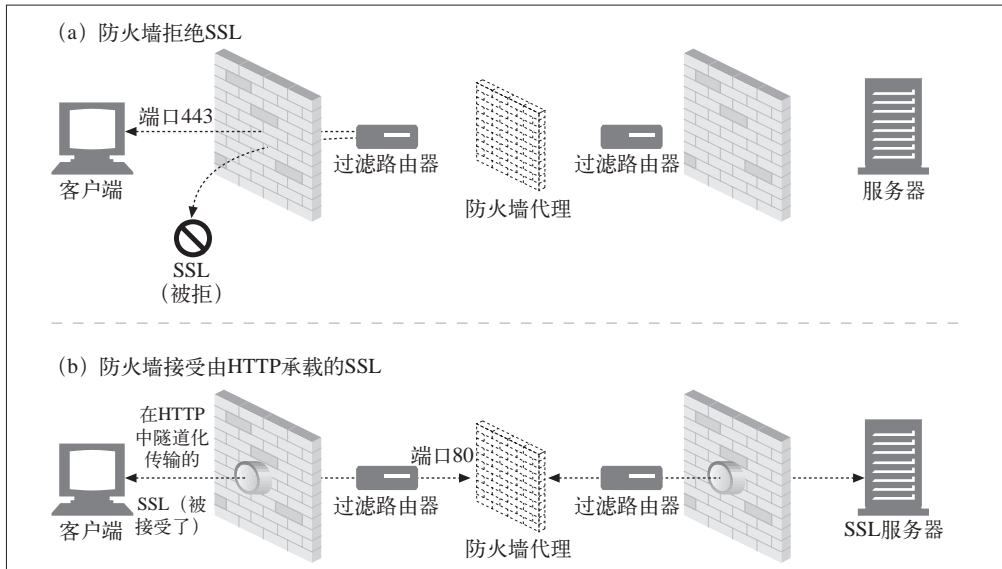 （a）防火墙拒绝SSL
端口443
客户端
过滤路由器
防火墙代理
过滤路由器
服务器
SSL
（被拒）
（b）防火墙接受由HTTP承载的SSL
在HTTP
中隧道化
传输的
SSL（被
接受了）
客户端
端口80
过滤路由器
防火墙代理
过滤路由器
SSL服务器